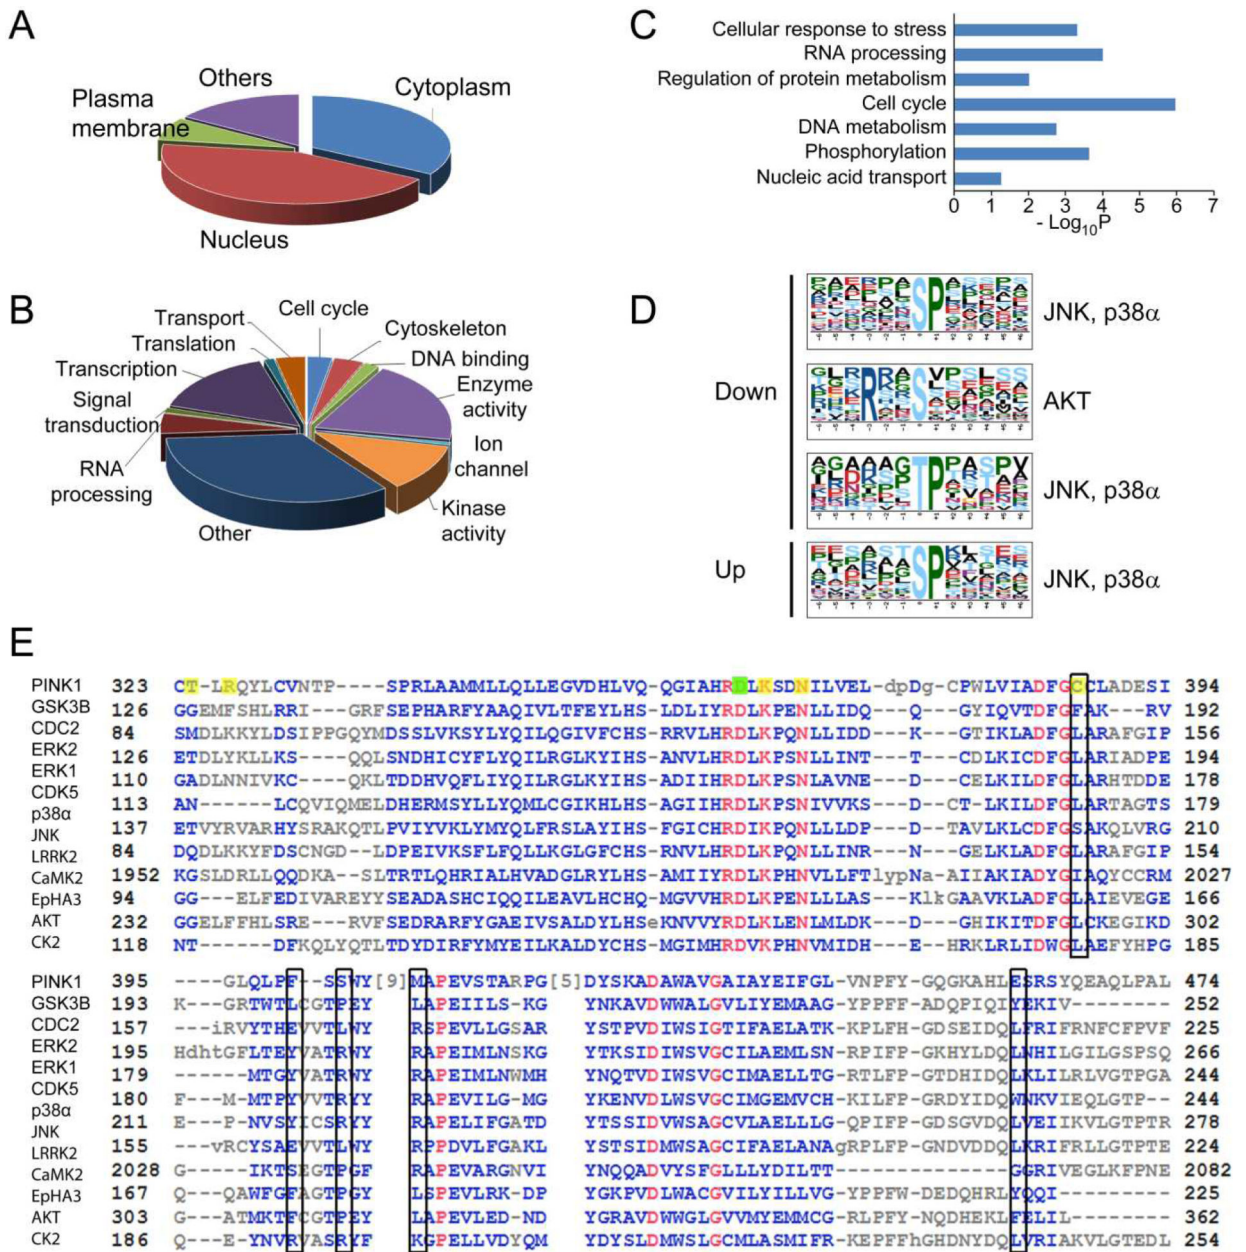 A
Others
Cytoplasm
Plasma
membrane
Nucleus
C
Cellular response to stress
RNA processing
Regulation of protein metabolism
Cell cycle
DNA metabolism
Phosphorylation
Nucleic acid transport
0 1 2 3 4 5 6 7
- Log10P
B
Cell cycle
Transport
Translation
Transcription
Signal
transduction
RNA
processing
Other
Cytoskeleton
DNA binding
Enzyme
activity
Ion
channel
Kinase
activity
D
Down
JNK, p38α
AKT
JNK, p38α
Up
JNK, p38α
E
PINK1 323 CT-LRQYLCVNTP----SPRLAAMMLLQLLEGVDHLVQ-QGIAHRDLKSDNILVEL-dpDg-CPWLVIADFGCCLADESI 394
GSK3B 126 GGEMFSHLRRI---GRFSEPHARFYAAQIVLTFEYLHS-LDLIYRDLKPENLLIDQ---Q---GYIQVTDFGFAK---RV 192
CDC2 84 SMDLKKYLDSIPPGQYMDSSLVKSYLYQILQGIVFCHS-RRVLHRDLKPQNLLIDD---K---GTIKLADFGLARAFGIP 156
ERK2 126 ETDLYKLLKS----QQLSNDHICYFLYQILRGLKYIHS-ANVLHRDLKPSNLLINT---T---CDLKICDFGLARIADPE 194
ERK1 110 GADLNNIVKC----QKLTDDHVQFLIYQILRGLKYIHS-ADIIHRDLKPSNLAVNE---D---CELKILDFGLARHTDDE 178
CDK5 113 AN------LCQVIQMELDHERMSYLLYQMLCGIKHLHS-AGIIHRDLKPSNIVVKS---D--CT-LKILDFGLARTAGTS 179
p38α 137 ETVYRVARHYSRAKQTLPVIYVKLYMYQLFRSLAYIHS-FGICHRDIKPQNLLLDP---D--TAVLKLCDFGSAKQLVRG 210
JNK 84 DQDLKKYFDSCNGD--LDPEIVKSFLFQLLKGLGFCHS-RNVLHRDLKPQNLLINR---N---GELKLADFGLARAFGIP 154
LRRK2 1952 KGSLDRLLQQDKA--SLTRTLQHRIALHVADGLRYLHS-AMIIYRDLKPHNVLLFTlypNa-AIIAKIADYGIAQYCCRM 2027
CaMK2 94 GG---ELFEDIVAREYYSEADASHCIQQILEAVLHCHQ-MGVVHRDLKPENLLLAS---KlkGAAVKLADFGLAIEVEGE 166
EpHA3 232 GGELFFHLSRE---RVFSEDRARFYGAEIVSALDYLHSeKNVVYRDLKLENLMLDK---D---GHIKITDFGLCKEGIKD 302
AKT 118 NT------DFKQLYQTLTDYDIRFYMYEILKALDYCHS-MGIMHRDVKPHNVMIDH---E---HRKLRLIDWGLAEFYHPG 185
CK2
PINK1 395 ----GLQLPF--SSWY[9]MAPEVSTARPG[5]DYSKADAWAVGAIAYEIFGL-VNPFY-GQGKAHLESRSYQEAQLPAL 474
GSK3B 193 K---GRTWTLCGTPEY LAPEIILS-KG YNKAVDWWALGVLIYEMAAG-YPPFF-ADQPIQIYEKIV------ 252
CDC2 157 ---iRVYTHEVVTLWY RSPEVLLGSAR YSTPVDIWSIGTIFAELATK-KPLFH-GDSEIDQLFRIFRNFCFPVF 225
ERK2 195 HdhtGFLTEYVATRWY RAPEIMLNSKG YTKSIDIWSVGCILAEMLSN-RPIFPF-GKHYLDQLNHILGILGSPSQ 266
ERK1 179 ----MTGYVATRWY RAPEIMLNWMH YNQTVDIWSVGCIMAELLTG-RTLFP-GTDHIDQLKLILRLVGTPGA 244
CDK5 180 F--M-MTPYVVTRYY RAPEVILG-MG YKENVDLWSVGCIMGEMVCH-KILFP-GRDYIDQWNKVIEQLGTP-- 244
p38α 211 E---P-NVSYICSRYY RAPELIFGATD YTSSIDVWSAGCVLAELLLG-QPIFP-GDSGVDQLVEIIKVLGTPTR 278
JNK 155 ---vRCYSAEVVTLWY RPPDVLFGAKL YSTSIDMWSAGCIFAELANAgRPLFP-GNDVDDQLKRIFRLLGTPTE 224
LRRK2 2028 G----IKTSEGTPGF RAPEVARGNVI YNQQADVYSFGLLLYDILTT----------GGRIVEGLKFPNE 2082
CaMK2 167 Q---QAWFGFAGTPGY LSPEVLRK-DP YGKPVDLWACGVILYILLVG-YPPFW-DEDQHRLYQQI--------- 225
EpHA3 303 G---ATMKTFCGTPEY LAPEVLED-ND YGRAVDWWGLGVVMYEMMCG-RLPFY-NQDHEKLFELIL-------- 362
AKT 186 Q---E-YNVRVASRYF KGPELLVDYQM YDYSLDMWSLGCMLASMIFR-KEPFFhGHDNYDQLVRIAKVLGTEDL 254
CK2